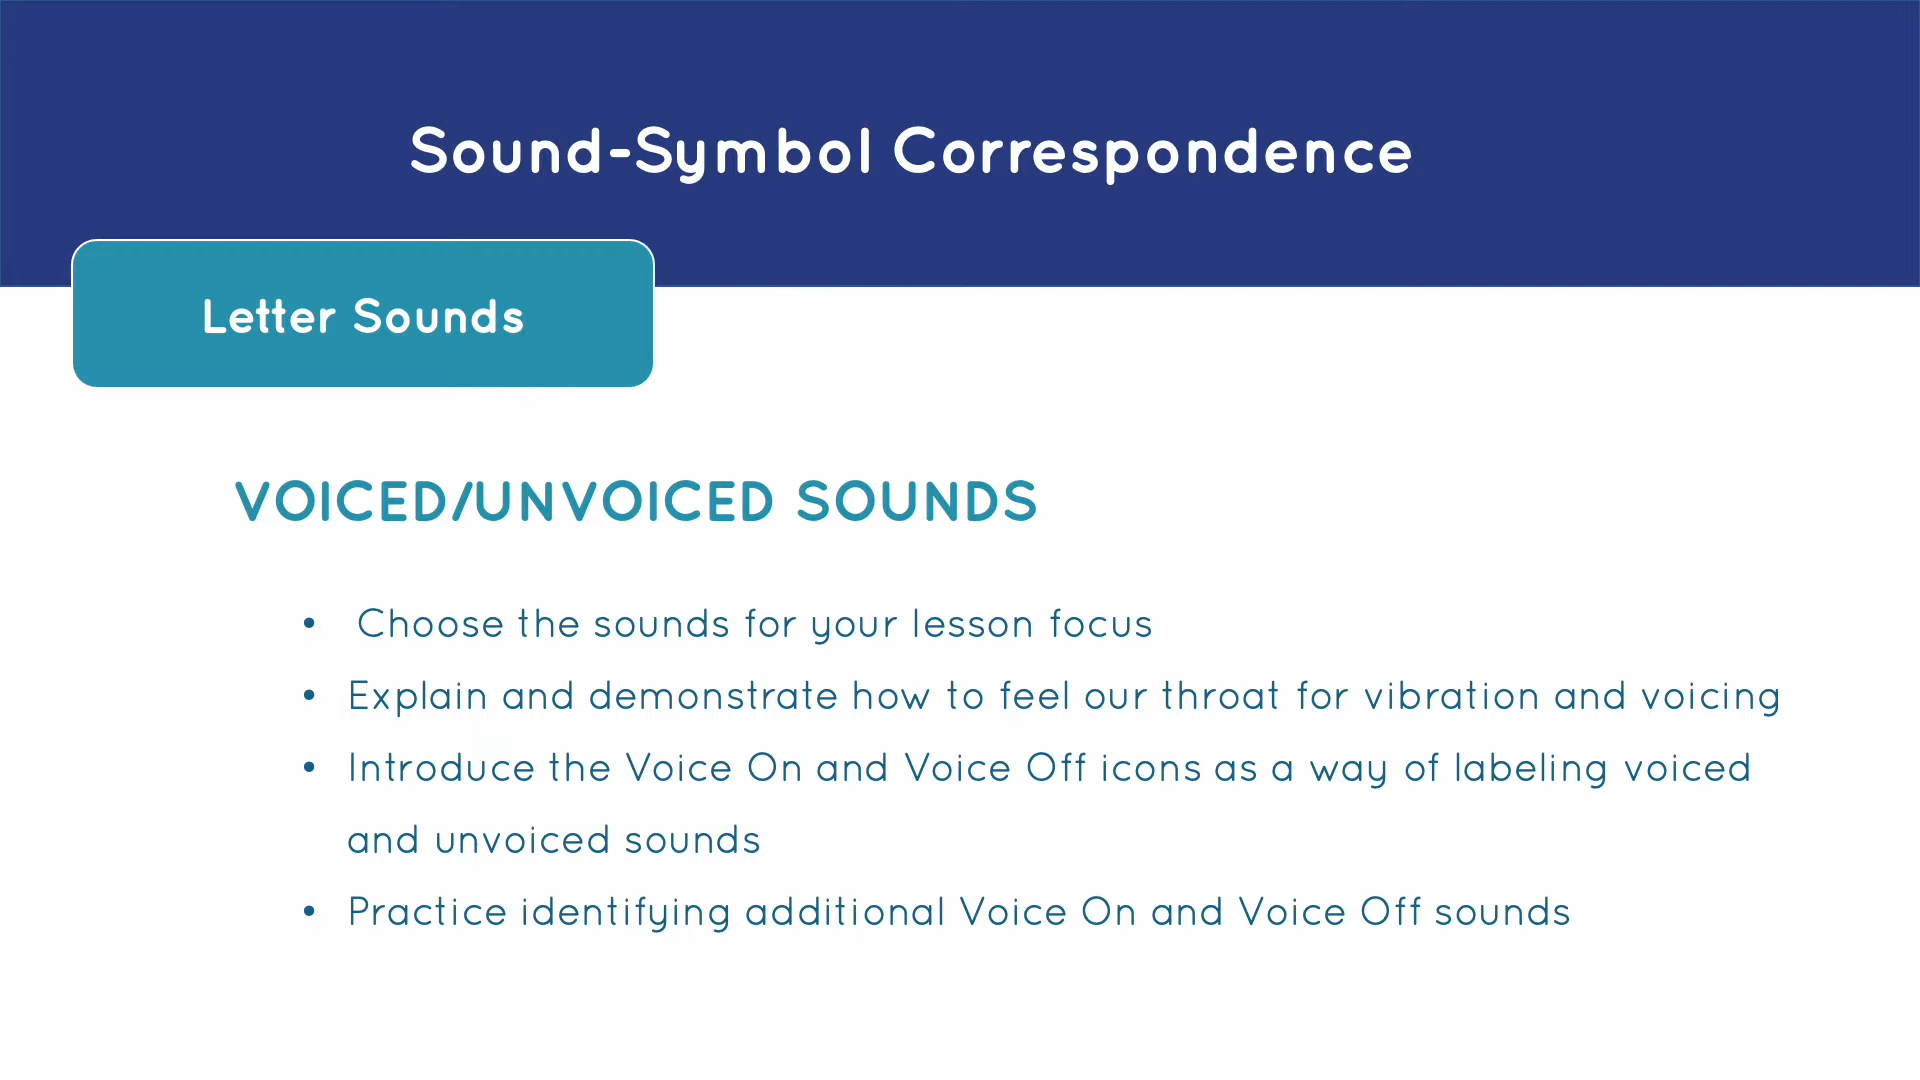 Sound-Symbol Correspondence
Letter Sounds
VOICED/UNVOICED SOUNDS
• Choose the sounds for your lesson focus
• Explain and demonstrate how to feel our throat for vibration and voicing
• Introduce the Voice On and Voice Off icons as a way of labeling voiced
and unvoiced sounds
• Practice identifying additional Voice On and Voice Off sounds